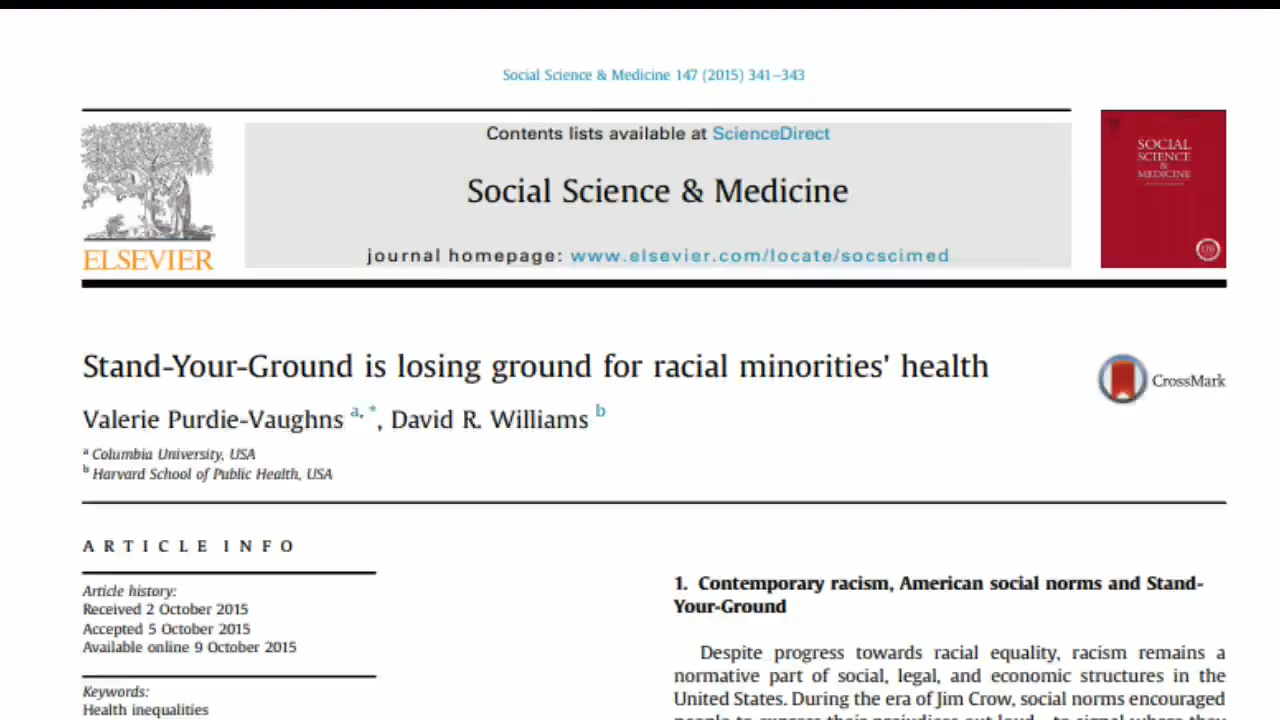 Social Science & Medicine 147 (2015) 341–343
Contents lists available at ScienceDirect
Social Science & Medicine
journal homepage: www.elsevier.com/locate/socscimed
ELSEVIER
SOCIAL
SCIENCE
&
MEDICINE
Stand-Your-Ground is losing ground for racial minorities' health
CrossMark
Valerie Purdie-Vaughns a, *, David R. Williams b
a Columbia University, USA
b Harvard School of Public Health, USA
ARTICLE INFO
Article history:
Received 2 October 2015
Accepted 5 October 2015
Available online 9 October 2015
Keywords:
Health inequalities
1. Contemporary racism, American social norms and Stand-
Your-Ground
Despite progress towards racial equality, racism remains a
normative part of social, legal, and economic structures in the
United States. During the era of Jim Crow, social norms encouraged